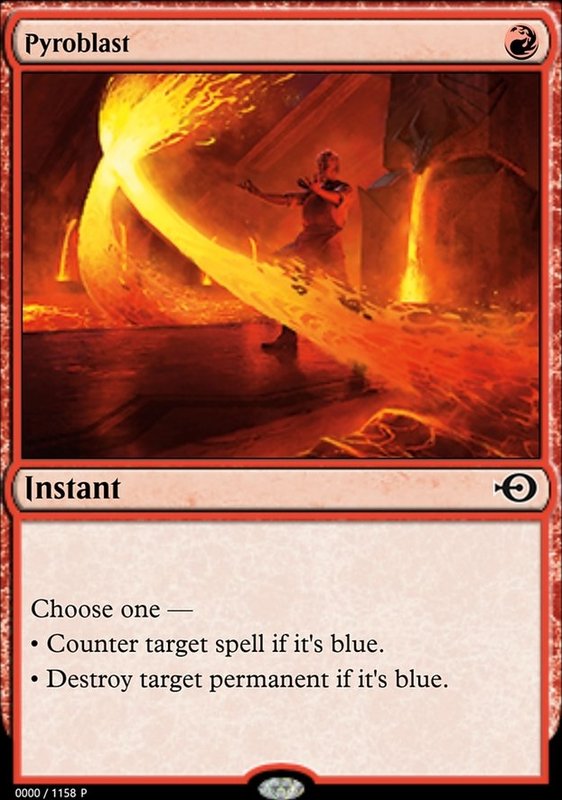 Pyroblast
Instant
Choose one —
• Counter target spell if it's blue.
• Destroy target permanent if it's blue.
0000 / 1158 P